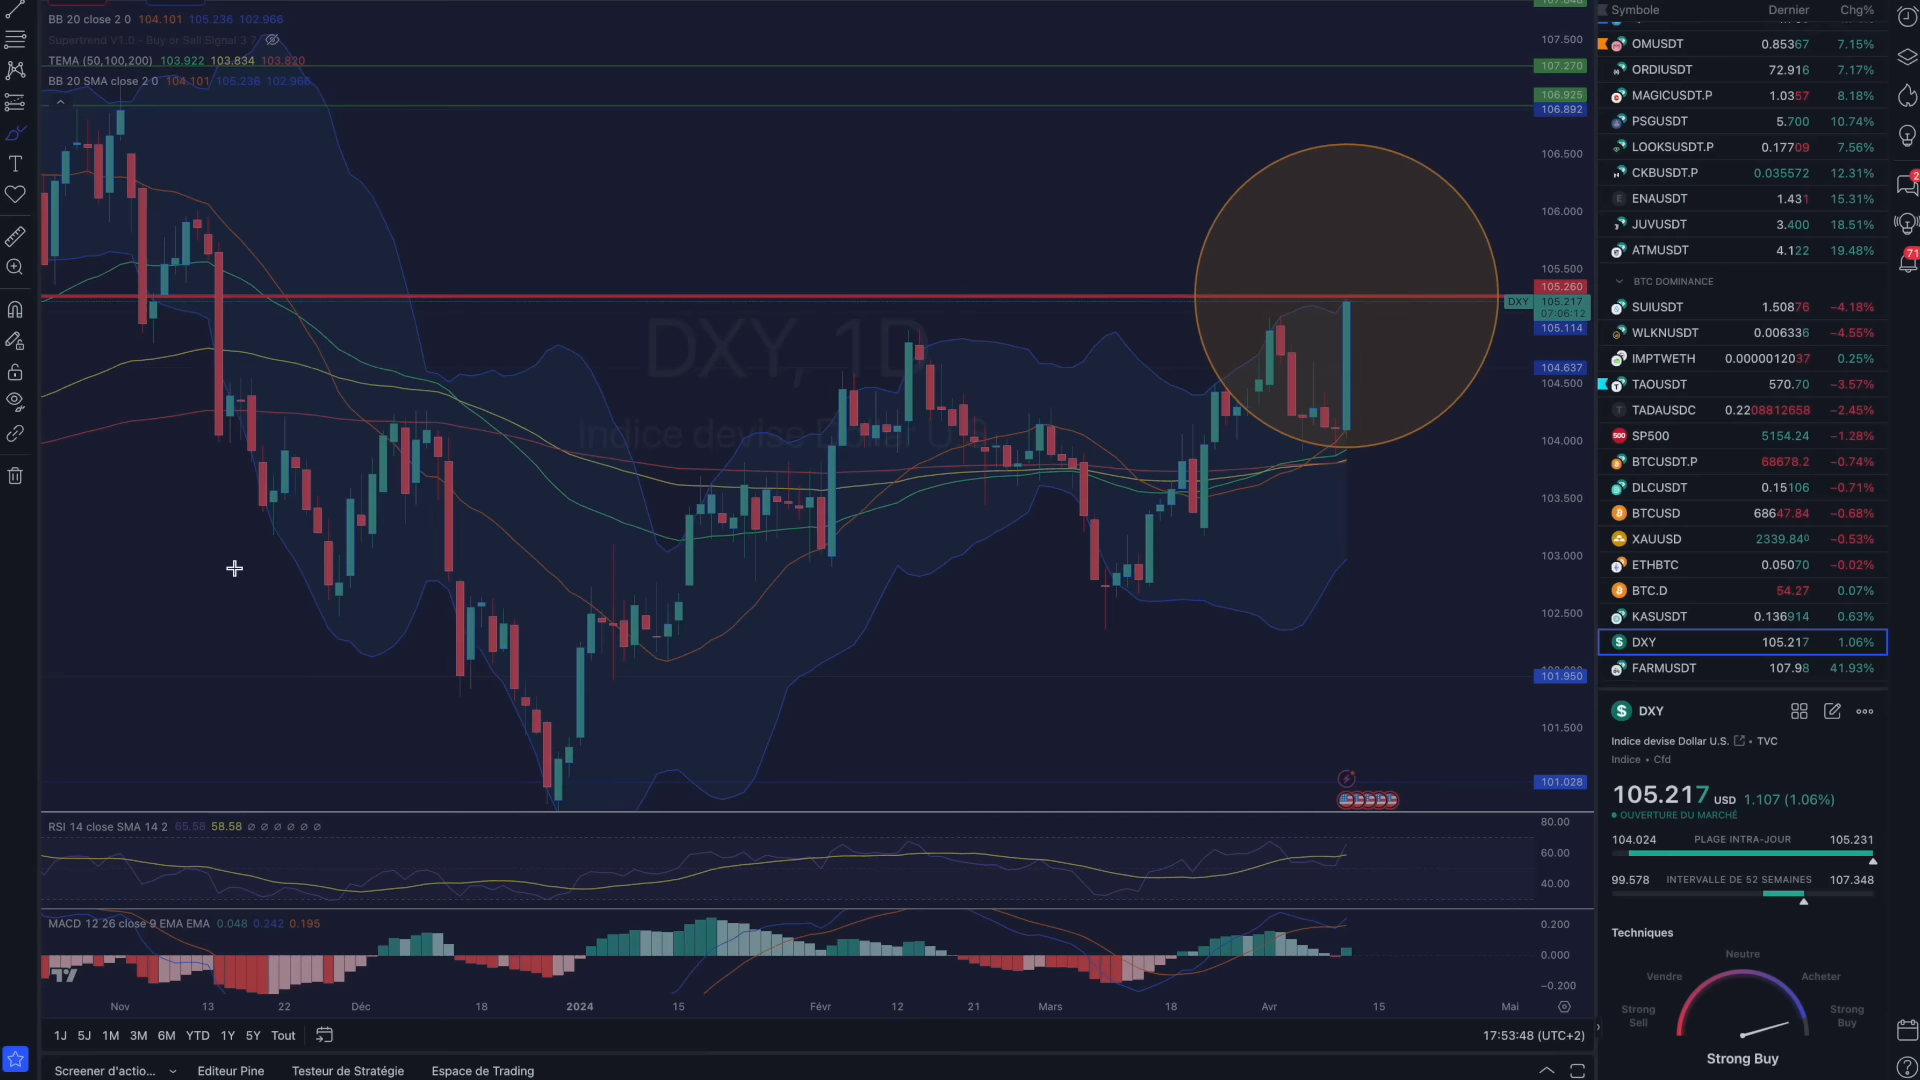 BB 20 close 2 0 104.101 105.236 102.966
Supertrend V1.0 - Buy or Sell Signal 3 7
TEMA (50,100,200) 103.922 103.834 103.820
BB 20 SMA close 2 0 104.101 105.236 102.966
DXY, 1D
Indice devise Dollar U.S.
107.500
107.270
106.925
106.892
106.500
106.000
105.500
105.260
DXY 105.217
07:06:12
105.114
104.637
104.500
104.000
103.500
103.000
102.500
101.950
101.500
101.028
RSI 14 close SMA 14 2 65.58 58.58 ∅ ∅ ∅ ∅ ∅ ∅
80.00
60.00
40.00
MACD 12 26 close 9 EMA EMA 0.048 0.242 0.195
0.200
0.000
−0.200
Nov 13 22 Déc 18 2024 15 Févr 12 21 Mars 18 Avr 15 Mai
1J 5J 1M 3M 6M YTD 1Y 5Y Tout
17:53:48 (UTC+2)
Screener d'actio... Editeur Pine Testeur de Stratégie Espace de Trading
Symbole Dernier Chg%
OMUSDT 0.85367 7.15%
ORDIUSDT 72.916 7.17%
MAGICUSDT.P 1.0357 8.18%
PSGUSDT 5.700 10.74%
LOOKSUSDT.P 0.17709 7.56%
CKBUSDT.P 0.035572 12.31%
ENAUSDT 1.431 15.31%
JUVUSDT 3.400 18.51%
ATMUSDT 4.122 19.48%
BTC DOMINANCE
SUIUSDT 1.50876 −4.18%
WLKNUSDT 0.006336 −4.55%
IMPTWETH 0.0000012037 0.25%
TAOUSDT 570.70 −3.57%
TADAUSDC 0.2208812658 −2.45%
SP500 5154.24 −1.28%
BTCUSDT.P 68678.2 −0.74%
DLCUSDT 0.15106 −0.71%
BTCUSD 68647.84 −0.68%
XAUUSD 2339.840 −0.53%
ETHBTC 0.05070 −0.02%
BTC.D 54.27 0.07%
KASUSDT 0.136914 0.63%
DXY 105.217 1.06%
FARMUSDT 107.98 41.93%
DXY
Indice devise Dollar U.S. • TVC
Indice • Cfd
105.217 USD 1.107 (1.06%)
OUVERTURE DU MARCHÉ
104.024 PLAGE INTRA-JOUR 105.231
99.578 INTERVALLE DE 52 SEMAINES 107.348
Techniques
Neutre
Vendre Acheter
Strong Sell
Strong Buy
Strong Buy
2
71